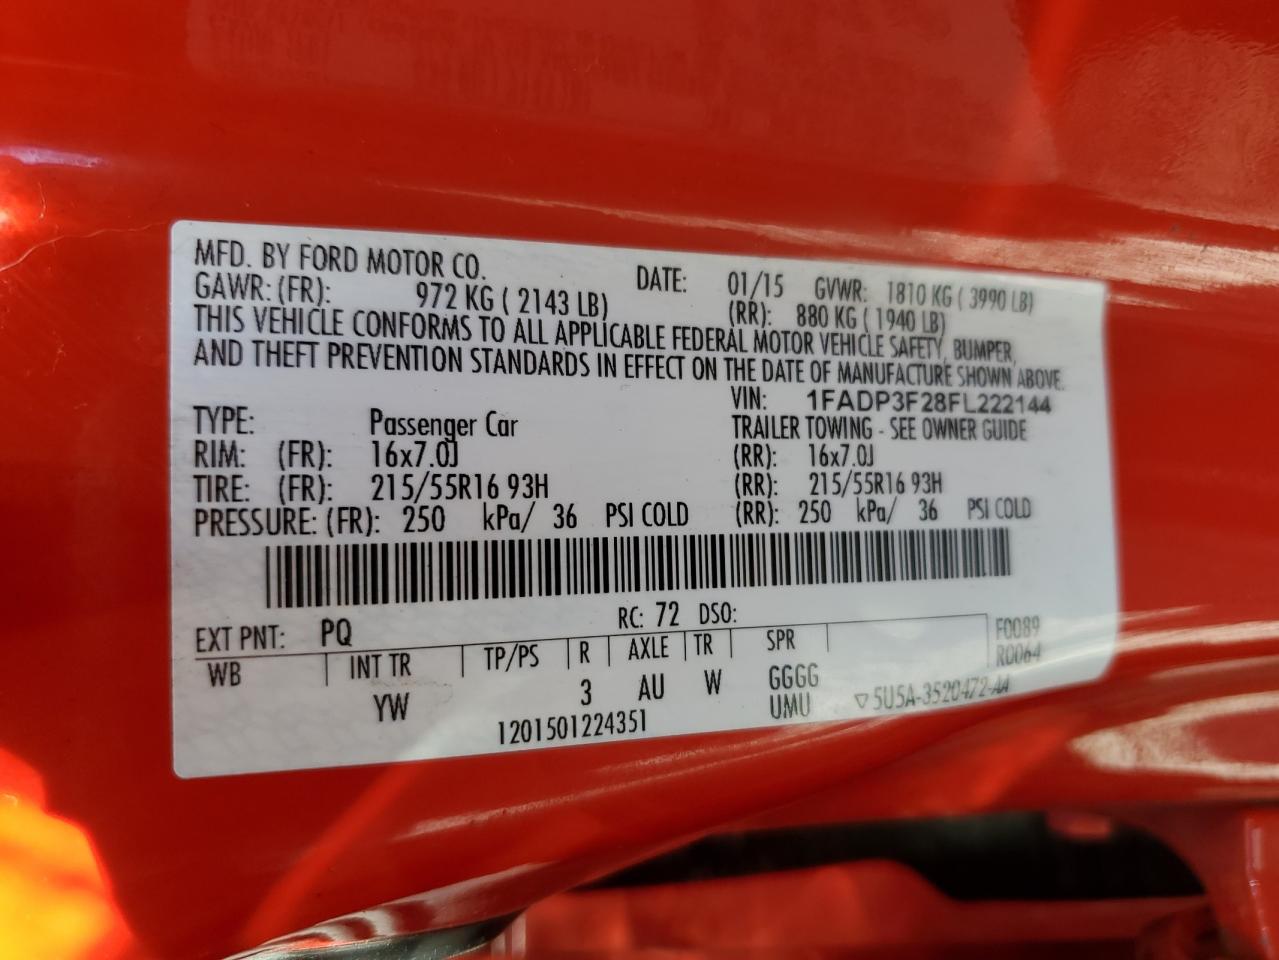 MFD. BY FORD MOTOR CO. DATE: 01/15 GVWR: 1810 KG ( 3990 LB)
GAWR: (FR): 972 KG ( 2143 LB) (RR): 880 KG ( 1940 LB)
THIS VEHICLE CONFORMS TO ALL APPLICABLE FEDERAL MOTOR VEHICLE SAFETY, BUMPER,
AND THEFT PREVENTION STANDARDS IN EFFECT ON THE DATE OF MANUFACTURE SHOWN ABOVE.
VIN: 1FADP3F28FL222144
TYPE: Passenger Car TRAILER TOWING - SEE OWNER GUIDE
RIM: (FR): 16x7.0J (RR): 16x7.0J
TIRE: (FR): 215/55R16 93H (RR): 215/55R16 93H
PRESSURE: (FR): 250 kPa/ 36 PSI COLD (RR): 250 kPa/ 36 PSI COLD
RC: 72 DSO:
EXT PNT: PQ F0089
WB INT TR TP/PS R AXLE TR SPR R0064
YW 3 AU W GGGG
UMU ▽5U5A-3520472-AA
1201501224351